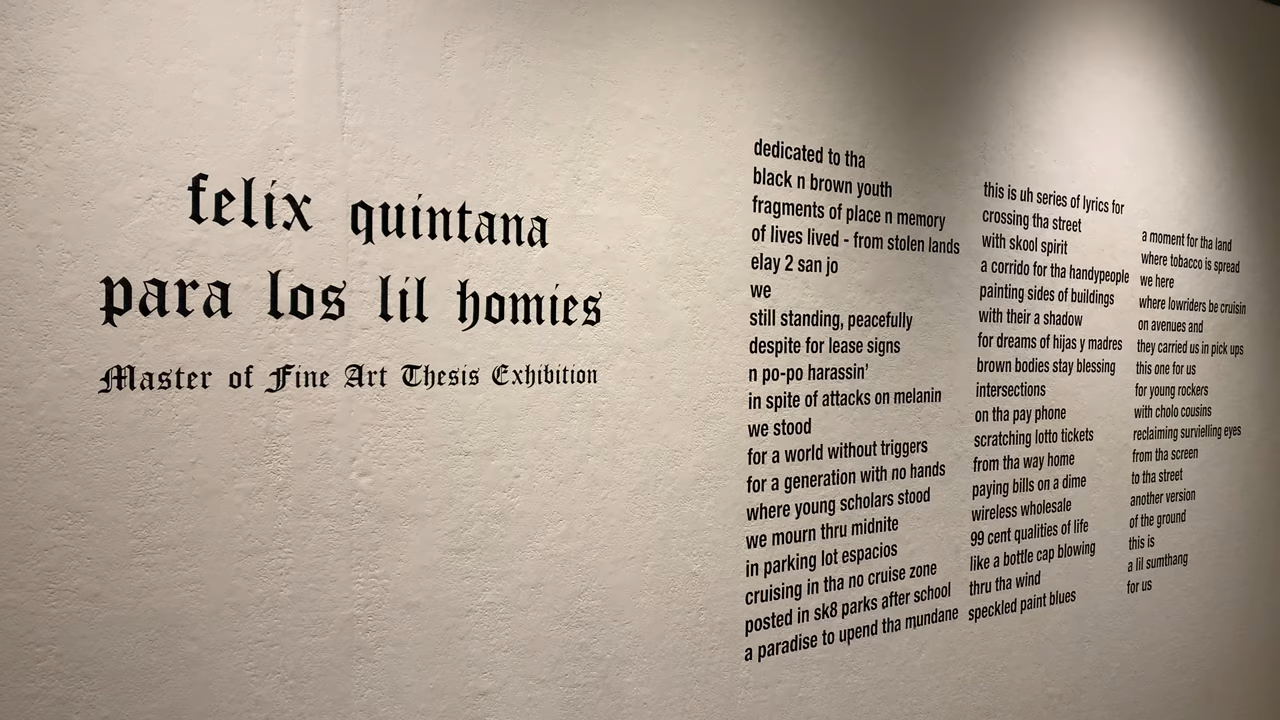 felix quintana
para los lil homies
Master of Fine Art Thesis Exhibition
dedicated to tha
black n brown youth
fragments of place n memory
of lives lived - from stolen lands
elay 2 san jo
we
still standing, peacefully
despite for lease signs
n po-po harassin'
in spite of attacks on melanin
we stood
for a world without triggers
for a generation with no hands
where young scholars stood
we mourn thru midnite
in parking lot espacios
cruising in tha no cruise zone
posted in sk8 parks after school
a paradise to upend tha mundane
this is uh series of lyrics for
crossing tha street
with skool spirit
a corrido for tha handypeople
painting sides of buildings
with their a shadow
for dreams of hijas y madres
brown bodies stay blessing
intersections
on tha pay phone
scratching lotto tickets
from tha way home
paying bills on a dime
wireless wholesale
99 cent qualities of life
like a bottle cap blowing
thru tha wind
speckled paint blues
a moment for tha land
where tobacco is spread
we here
where lowriders be cruisin
on avenues and
they carried us in pick ups
this one for us
for young rockers
with cholo cousins
reclaiming survielling eyes
from tha screen
to tha street
another version
of the ground
this is
a lil sumthang
for us